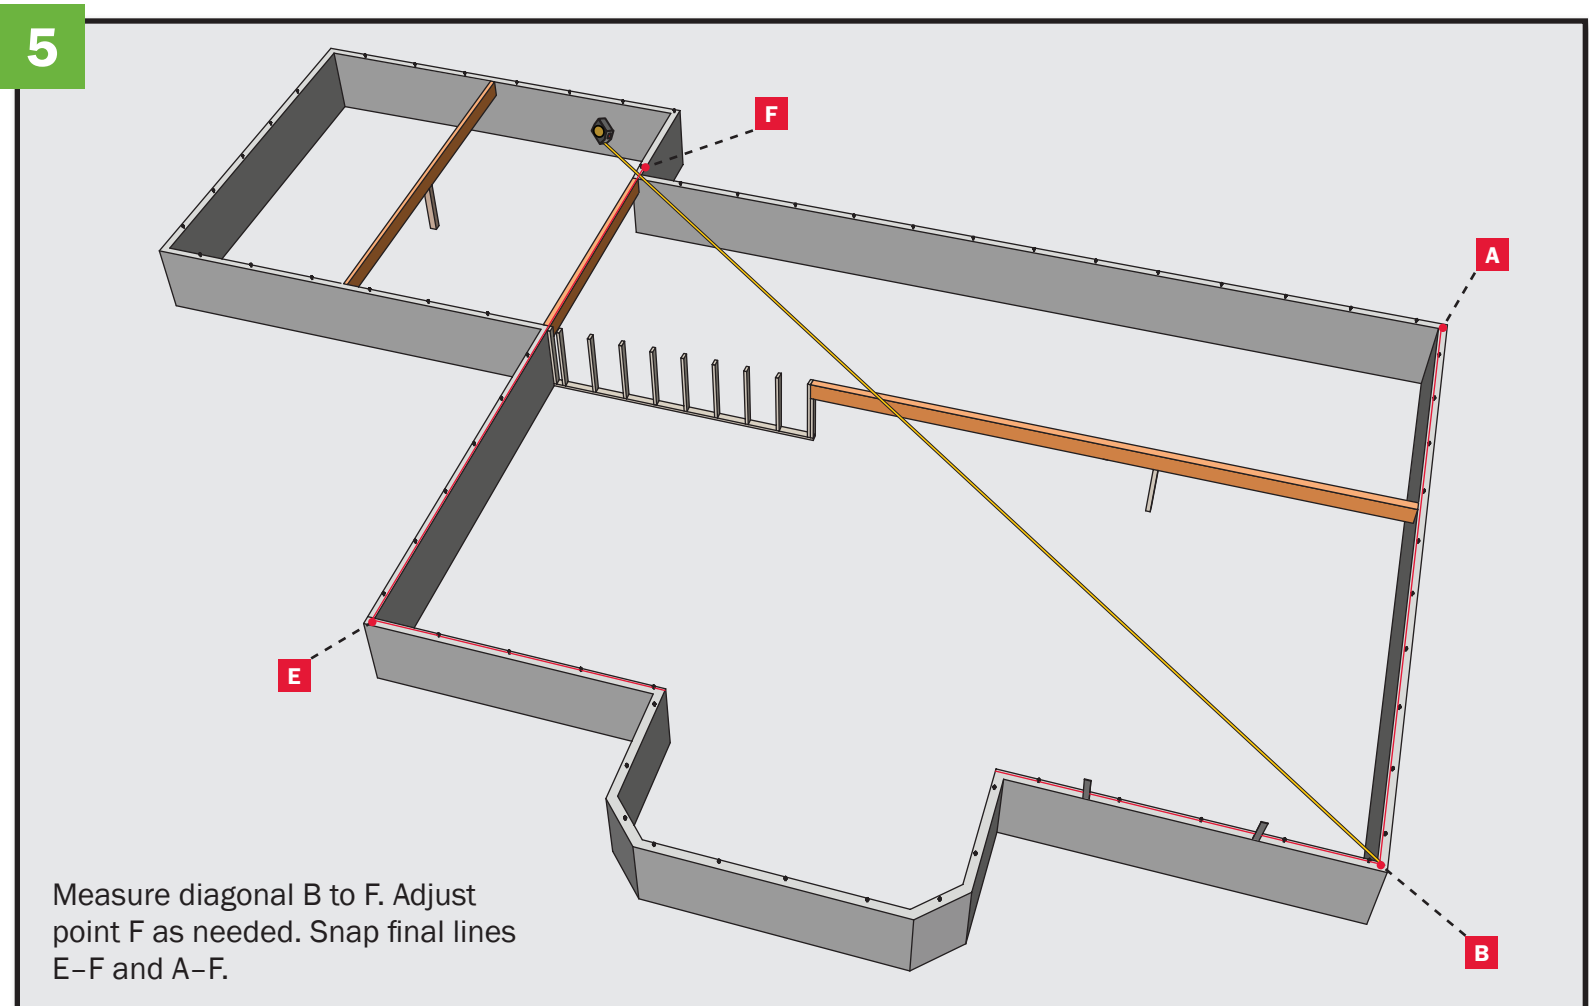 5
F
A
E
B
Measure diagonal B to F. Adjust
point F as needed. Snap final lines
E–F and A–F.